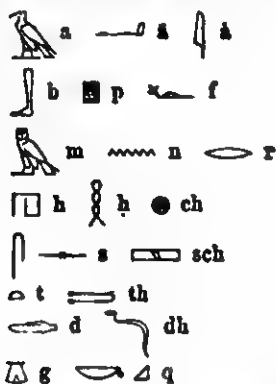 𓄿 a 𓂝 ā 𓇋 ȧ
𓃀 b 𓊪 p 𓆑 f
𓅓 m 𓈖 n 𓂋 r
𓉔 h 𓎛 ḥ 𓐍 ch
𓋴 𓊃 s 𓈙 sch
𓏏 t 𓍿 th
𓂧 d 𓆓 dh
𓎼 g 𓎡 𓈎 q